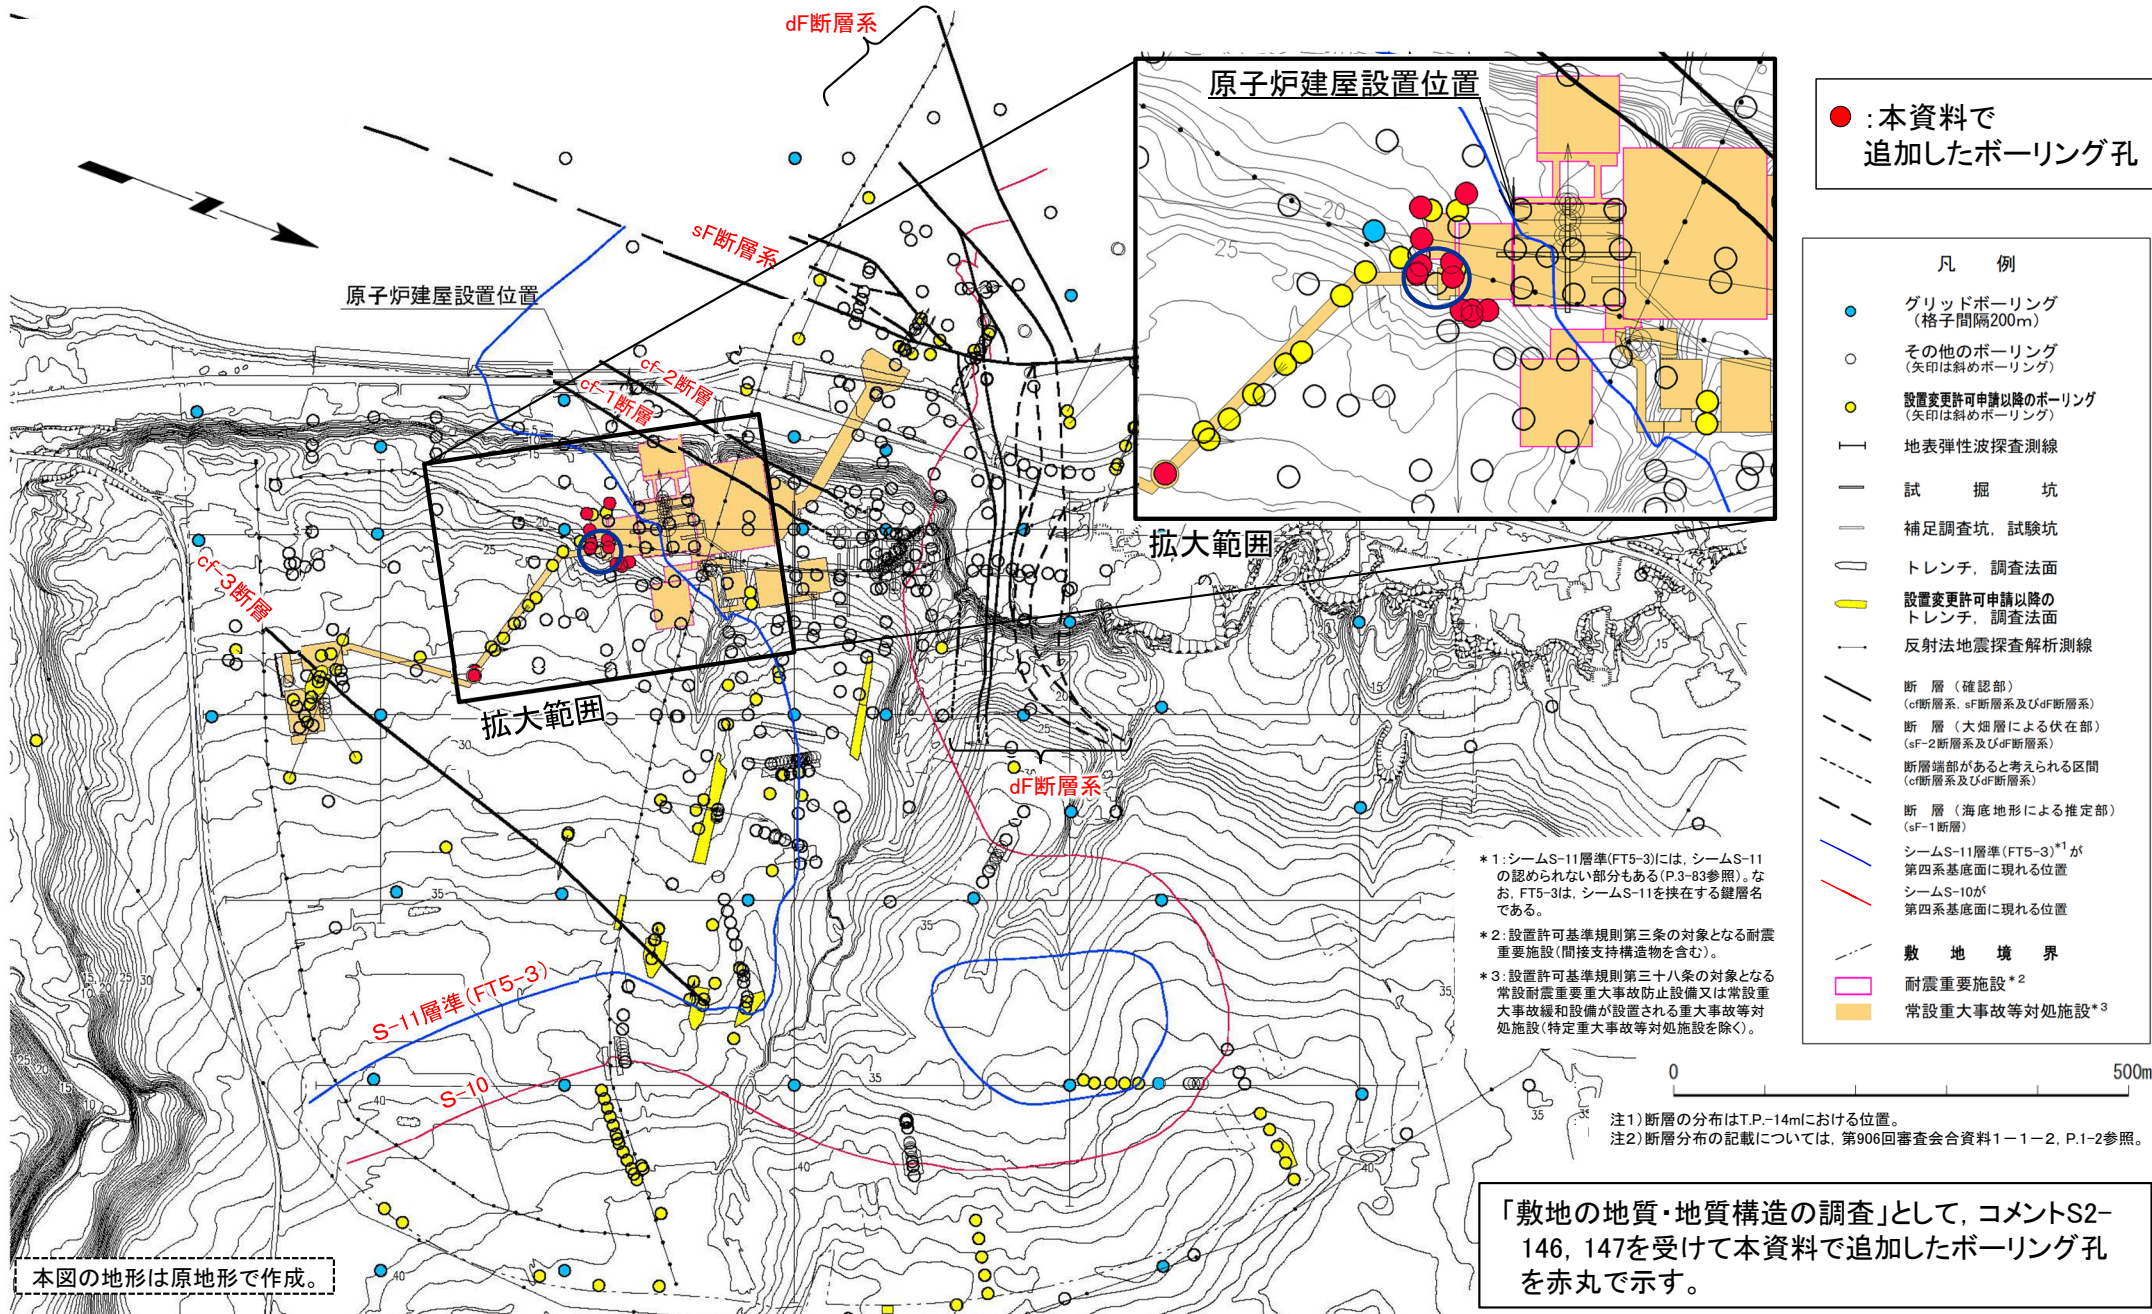 dF断層系
原子炉建屋設置位置
20
25
拡大範囲
●:本資料で
追加したボーリング孔
sF断層系
原子炉建屋設置位置
cf-2断層
cf-1断層
15
20
25
cf-3断層
拡大範囲
30
dF断層系
20
25
15
20
15
35
35
35
S-11層準(FT5-3)
S-10
40
35
40
40
40
35
15
20
25
30
10
25
20
15
10
凡 例
グリッドボーリング
(格子間隔200m)
その他のボーリング
(矢印は斜めボーリング)
設置変更許可申請以降のボーリング
(矢印は斜めボーリング)
地表弾性波探査測線
試 掘 坑
補足調査坑, 試験坑
トレンチ, 調査法面
設置変更許可申請以降の
トレンチ, 調査法面
反射法地震探査解析測線
断 層 (確認部)
(cf断層系, sF断層系及びdF断層系)
断 層 (大畑層による伏在部)
(sF-2断層系及びdF断層系)
断層端部があると考えられる区間
(cf断層系及びdF断層系)
断 層 (海底地形による推定部)
(sF-1断層)
シームS-11層準(FT5-3)*1が
第四系基底面に現れる位置
シームS-10が
第四系基底面に現れる位置
敷 地 境 界
耐震重要施設*2
常設重大事故等対処施設*3
*1:シームS-11層準(FT5-3)には, シームS-11
の認められない部分もある(P.3-83参照)。な
お, FT5-3は, シームS-11を挟在する鍵層名
である。
*2:設置許可基準規則第三条の対象となる耐震
重要施設(間接支持構造物を含む)。
*3:設置許可基準規則第三十八条の対象となる
常設耐震重要重大事故防止設備又は常設重
大事故緩和設備が設置される重大事故等対
処施設(特定重大事故等対処施設を除く)。
0 500m
注1)断層の分布はT.P.-14mにおける位置。
注2)断層分布の記載については, 第906回審査会合資料1-1-2, P.1-2参照。
「敷地の地質・地質構造の調査」として, コメントS2-
146, 147を受けて本資料で追加したボーリング孔
を赤丸で示す。
本図の地形は原地形で作成。